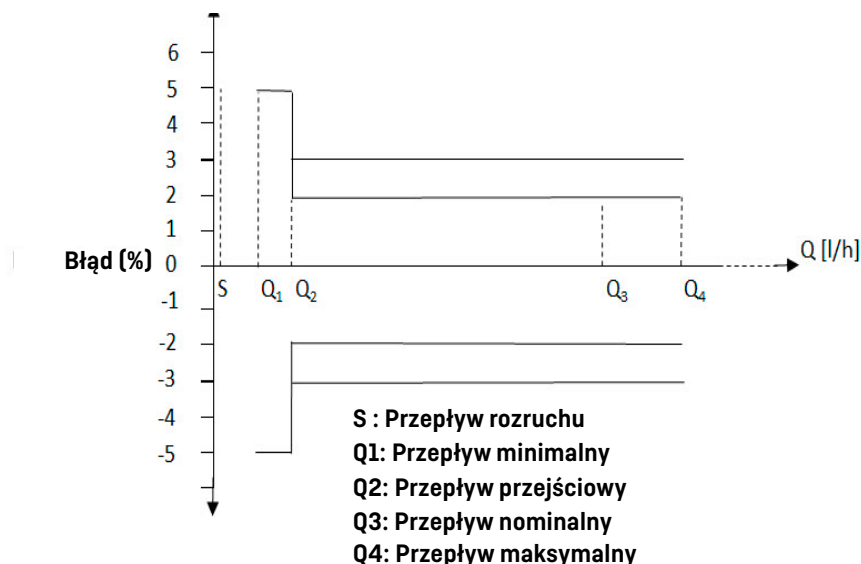 6
5
4
3
2
1
Błąd (%) 0
Q [l/h]
S Q₁ Q₂ Q₃ Q₄
-1
-2
-3
-4
-5
S : Przepływ rozruchu
Q1: Przepływ minimalny
Q2: Przepływ przejściowy
Q3: Przepływ nominalny
Q4: Przepływ maksymalny